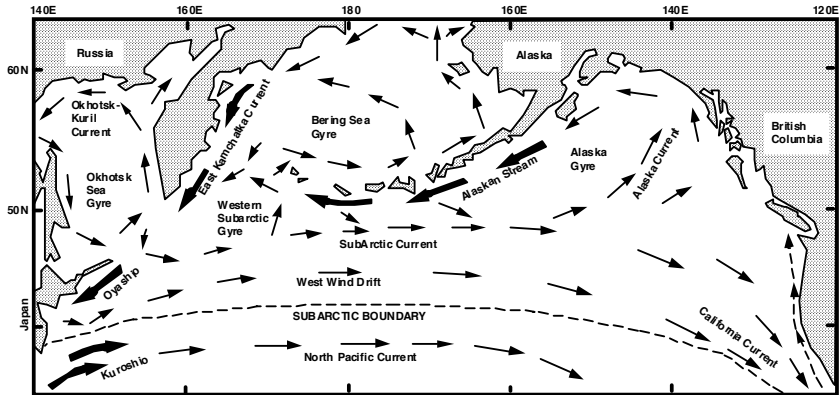 140E 160E 180 160E 140E 120E
60N
50N
Japan
Russia
Alaska
British
Columbia
Okhotsk-
Kuril
Current
Okhotsk
Sea
Gyre
East Kamchalka Current
Bering Sea
Gyre
Western
Subarctic
Gyre
Alaskan Stream
Alaska
Gyre
Alaska Current
SubArctic Current
Oyaship
West Wind Drift
SUBARCTIC BOUNDARY
California Current
Kuroshio
North Pacific Current